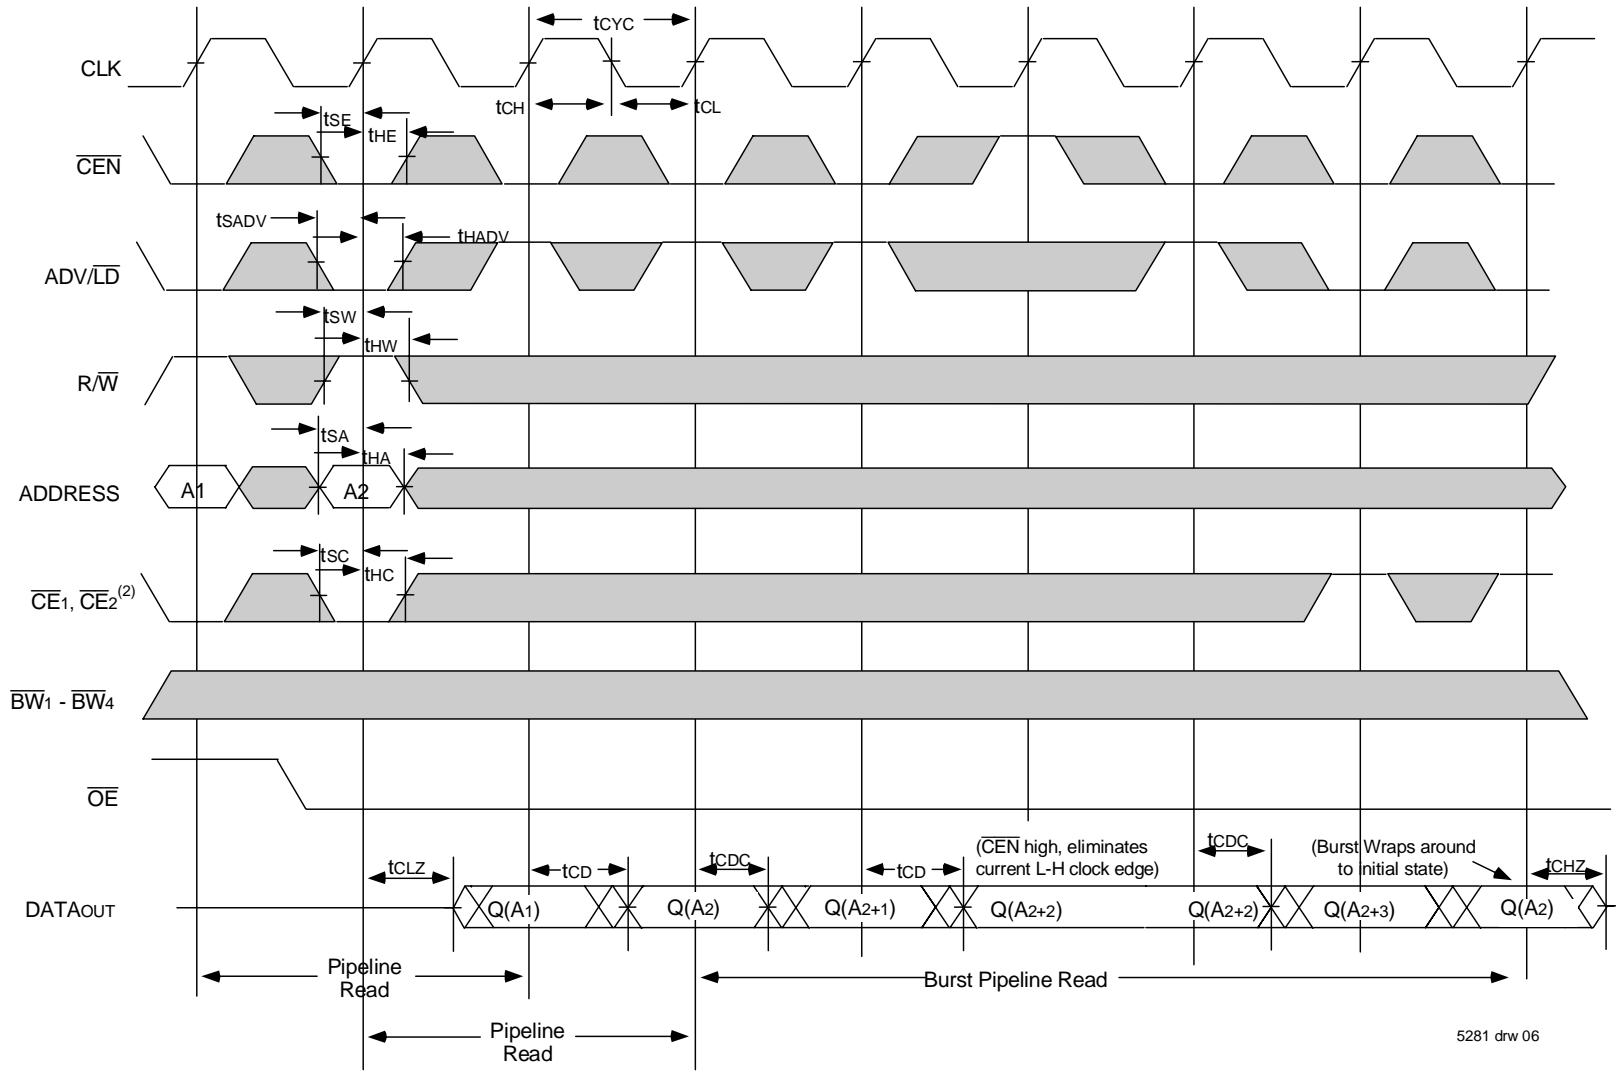 tCYC
CLK
tCH
tCL
tSE
tHE
CEN
tSADV
tHADV
ADV/LD
tSW
tHW
R/W
tSA
tHA
ADDRESS
A1
A2
tSC
tHC
CE1, CE2(2)
BW1 - BW4
OE
tCLZ
tCD
tCDC
tCD
(CEN high, eliminates
current L-H clock edge)
tCDC
(Burst Wraps around
to initial state)
tCHZ
DATAOUT
Q(A1)
Q(A2)
Q(A2+1)
Q(A2+2)
Q(A2+2)
Q(A2+3)
Q(A2)
Pipeline
Read
Burst Pipeline Read
Pipeline
Read
5281 drw 06